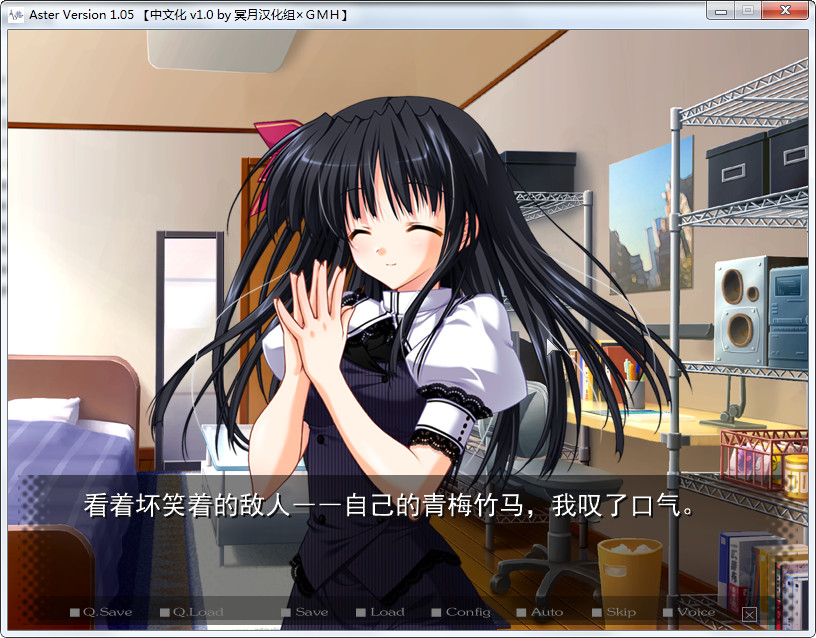 Aster Version 1.05 【中文化 v1.0 by 冥月汉化组×ＧＭＨ】
看着坏笑着的敌人——自己的青梅竹马，我叹了口气。
Q.Save Q.Load Save Load Config Auto Skip Voice